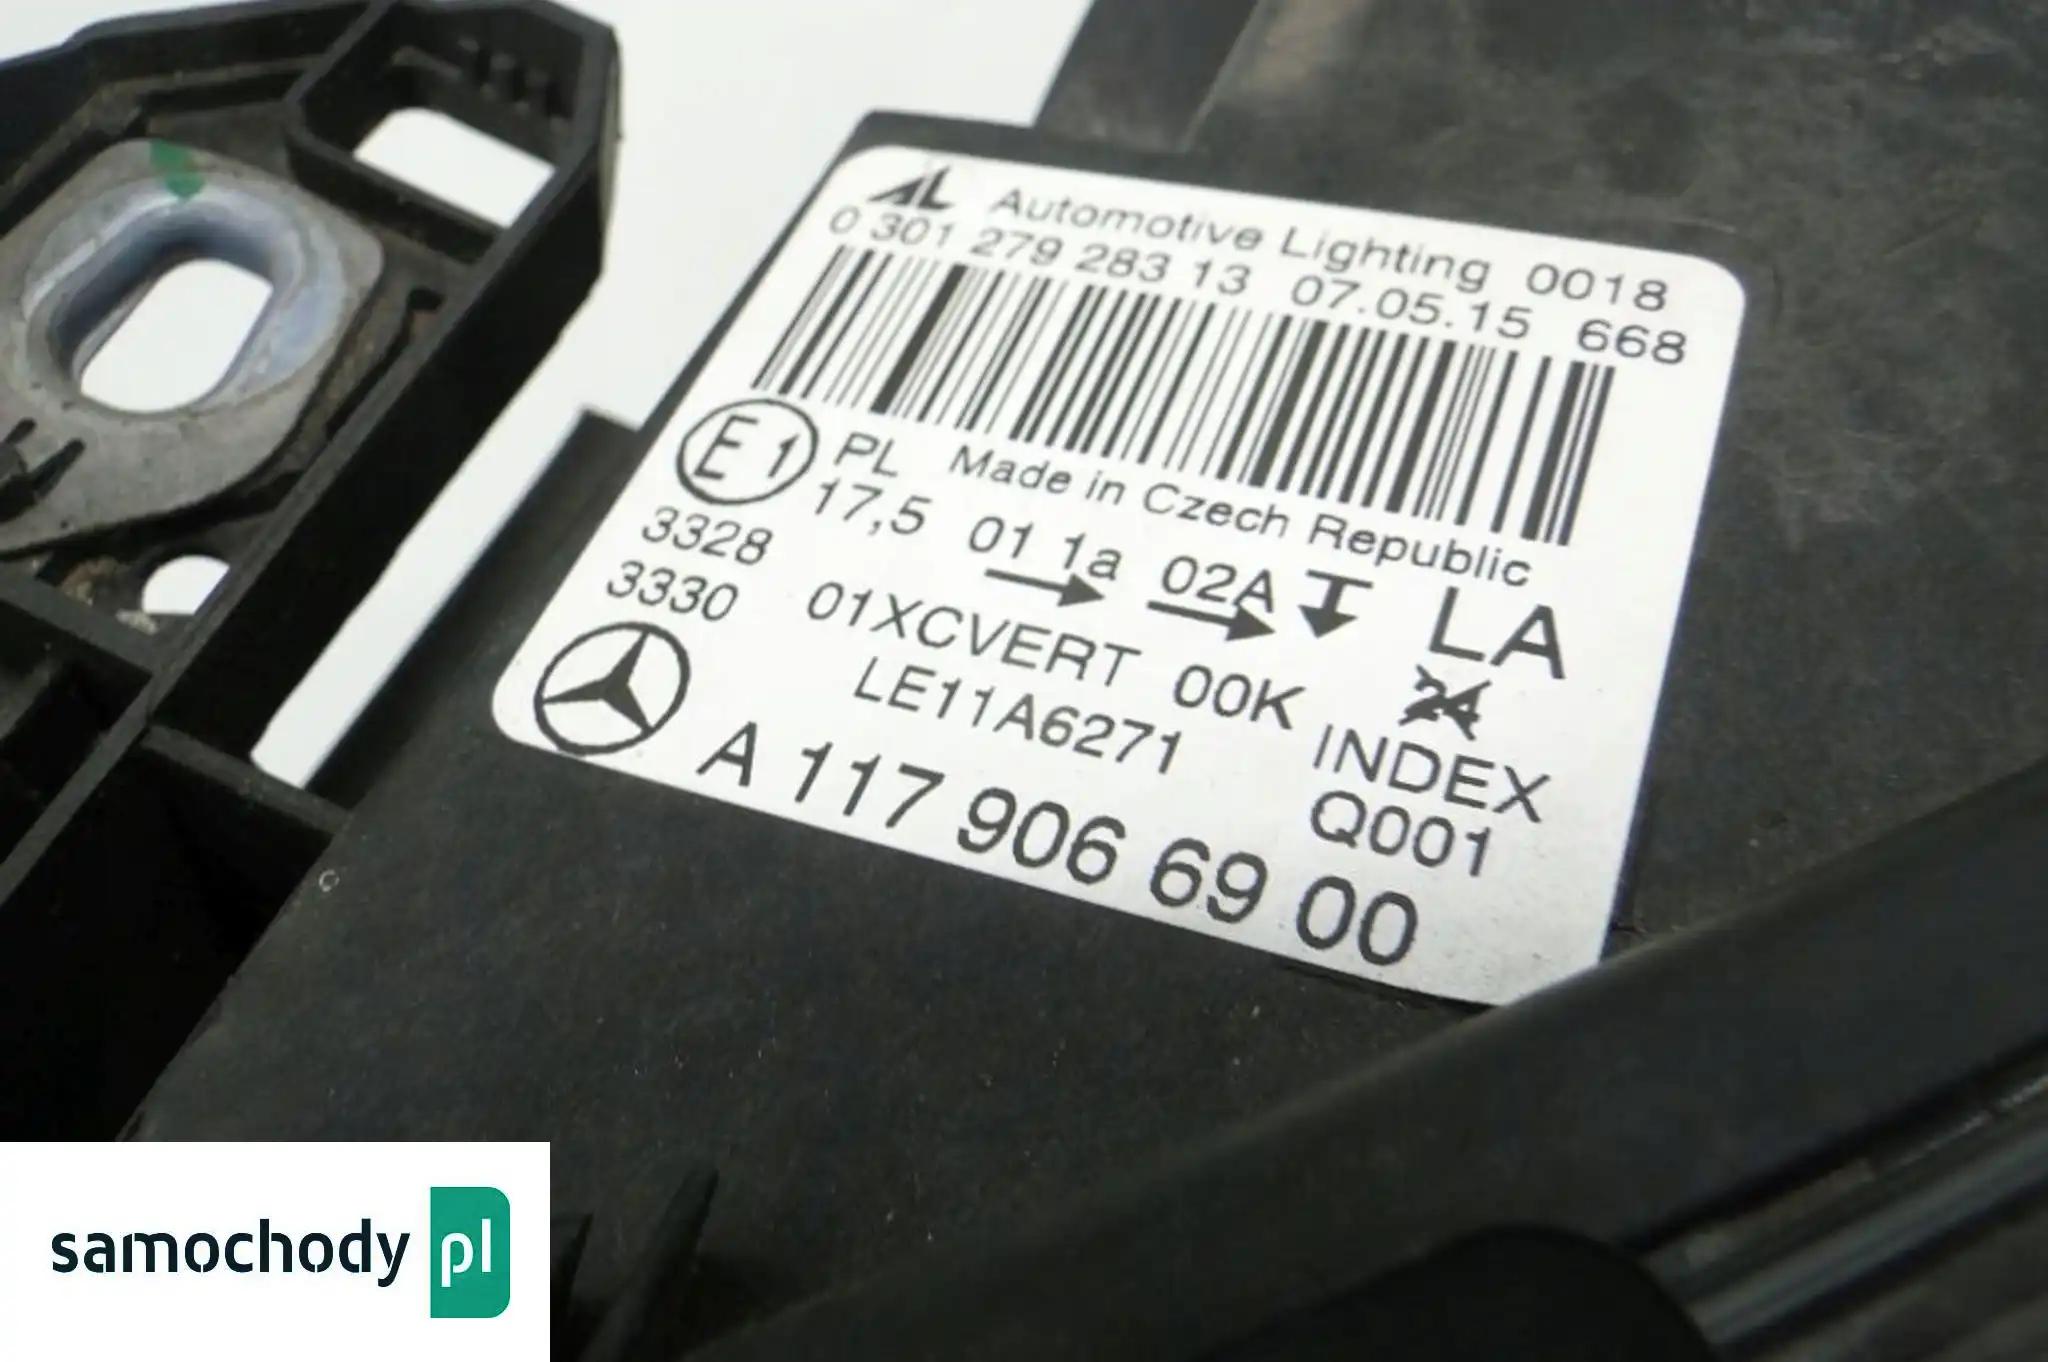 AL Automotive Lighting 0018
0 301 279 283 13 07.05.15 668
E1 PL Made in Czech Republic
17,5 01 1a 02A LA
3328
3330 01XCVERT 00K 24
LE11A6271 INDEX
Q001
A 117 906 69 00
samochody pl